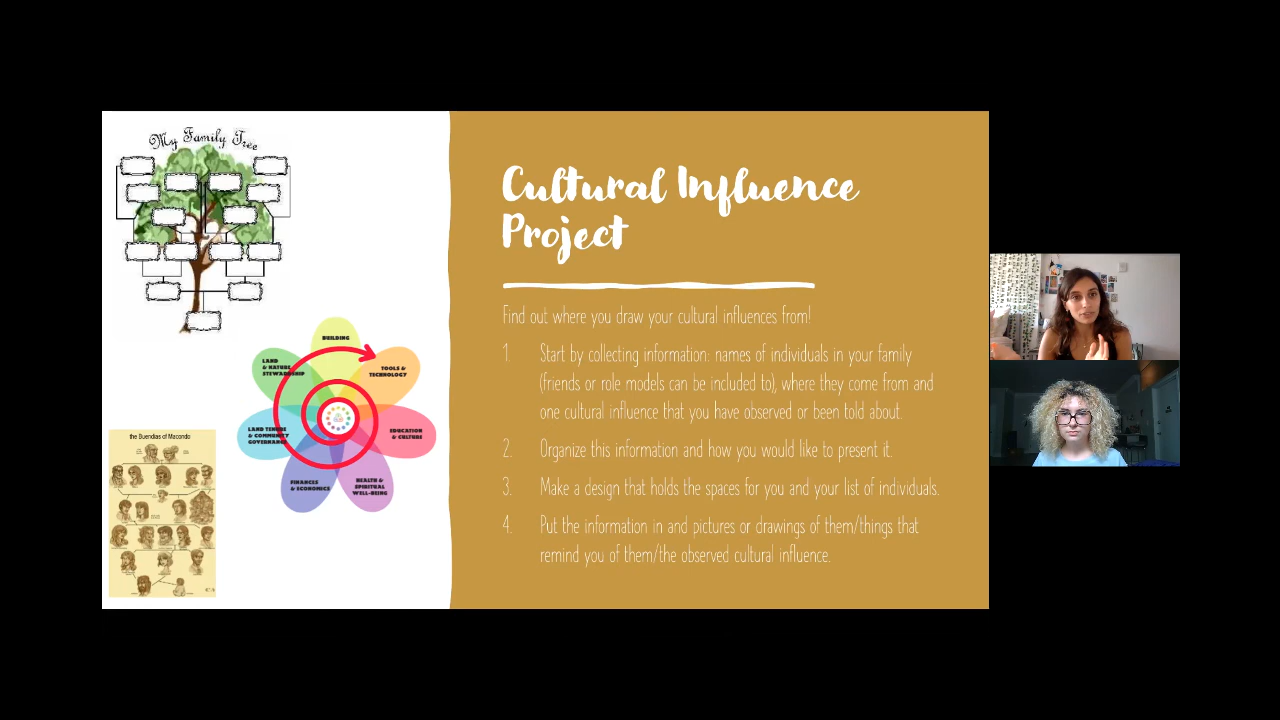 My Family Tree
Cultural Influence
Project
Find out where you draw your cultural influences from!
1. Start by collecting information: names of individuals in your family
(friends or role models can be included to), where they come from and
one cultural influence that you have observed or been told about.
2. Organize this information and how you would like to present it.
3. Make a design that holds the spaces for you and your list of individuals.
4. Put the information in and pictures or drawings of them/things that
remind you of them/the observed cultural influence.
BUILDING
LAND
& NATURE
STEWARDSHIP
TOOLS &
TECHNOLOGY
LAND TENURE
& COMMUNITY
GOVERNANCE
EDUCATION
& CULTURE
FINANCES
& ECONOMICS
HEALTH &
SPIRITUAL
WELL-BEING
the Buendias of Macondo